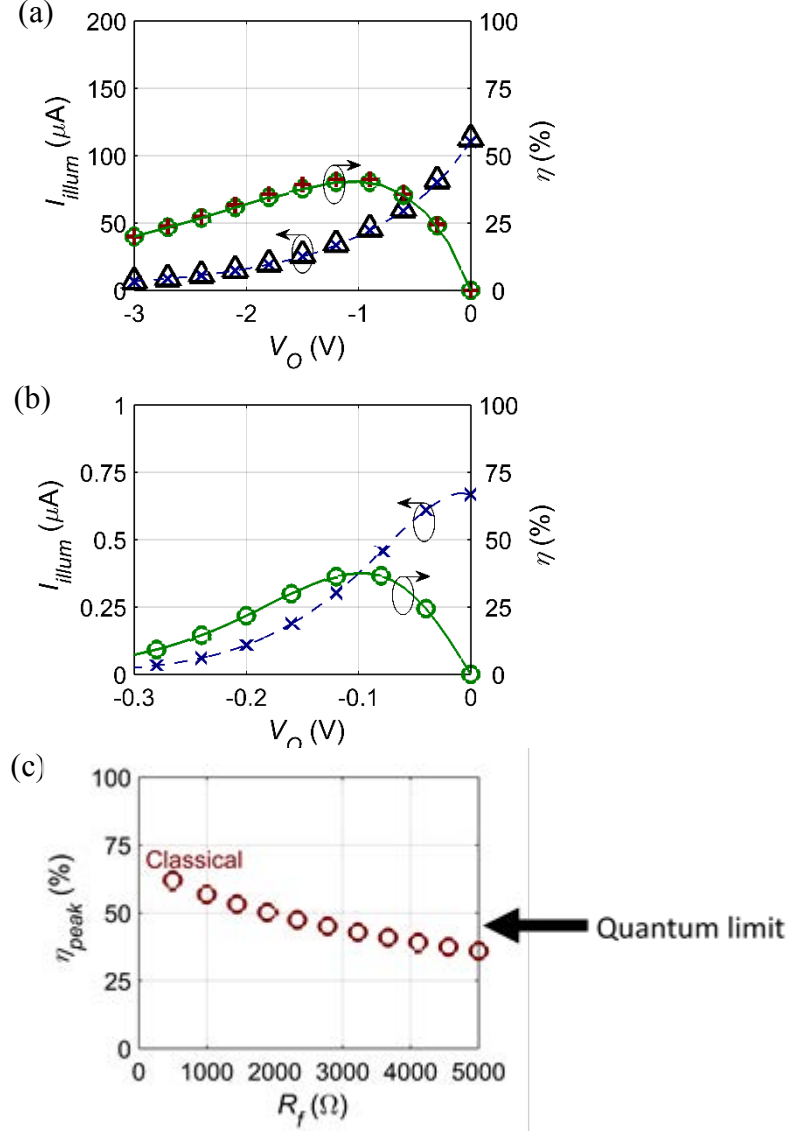 (a)
200
150
100
50
0
I_illum (μA)
100
75
50
25
0
η (%)
-3
-2
-1
0
V_O (V)
(b)
1
0.75
0.5
0.25
0
I_illum (μA)
100
75
50
25
0
η (%)
-0.3
-0.2
-0.1
0
V_O (V)
(c)
100
75
50
25
0
η_peak (%)
Classical
Quantum limit
0 1000 2000 3000 4000 5000
R_f (Ω)